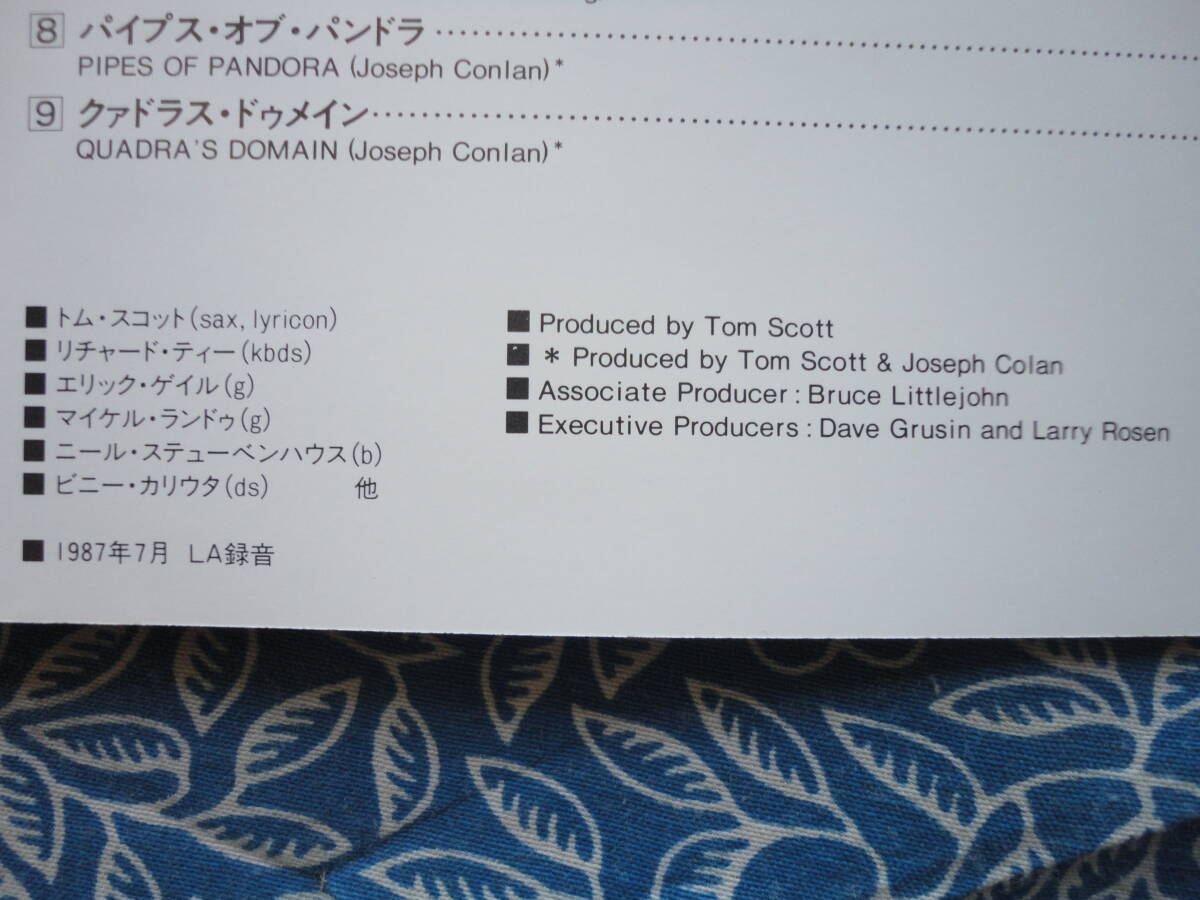 8 パイプス・オブ・パンドラ
PIPES OF PANDORA (Joseph Conlan)*
9 クァドラス・ドゥメイン
QUADRA'S DOMAIN (Joseph Conlan)*
■ トム・スコット(sax, lyricon)
■ リチャード・ティー(kbds)
■ エリック・ゲイル(g)
■ マイケル・ランドゥ(g)
■ ニール・ステューベンハウス(b)
■ ビニー・カリウタ(ds) 他
■ 1987年7月 LA録音
■ Produced by Tom Scott
■ * Produced by Tom Scott & Joseph Colan
■ Associate Producer : Bruce Littlejohn
■ Executive Producers : Dave Grusin and Larry Rosen